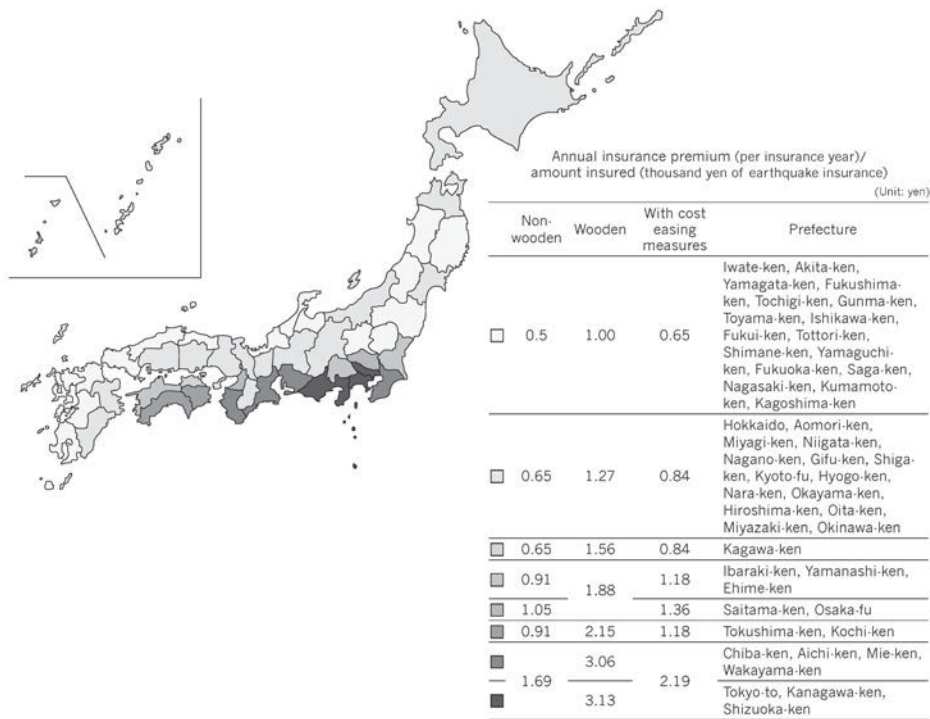 Annual insurance premium (per insurance year)/
amount insured (thousand yen of earthquake insurance)
(Unit: yen)
Non-wooden Wooden With cost easing measures Prefecture
0.5 1.00 0.65 Iwate-ken, Akita-ken,
Yamagata-ken, Fukushima-
ken, Tochigi-ken, Gunma-ken,
Toyama-ken, Ishikawa-ken,
Fukui-ken, Tottori-ken,
Shimane-ken, Yamaguchi-
ken, Fukuoka-ken, Saga-ken,
Nagasaki-ken, Kumamoto-
ken, Kagoshima-ken
0.65 1.27 0.84 Hokkaido, Aomori-ken,
Miyagi-ken, Niigata-ken,
Nagano-ken, Gifu-ken, Shiga-
ken, Kyoto-fu, Hyogo-ken,
Nara-ken, Okayama-ken,
Hiroshima-ken, Oita-ken,
Miyazaki-ken, Okinawa-ken
0.65 1.56 0.84 Kagawa-ken
0.91 1.88 1.18 Ibaraki-ken, Yamanashi-ken,
Ehime-ken
1.05 1.36 Saitama-ken, Osaka-fu
0.91 2.15 1.18 Tokushima-ken, Kochi-ken
1.69 3.06 2.19 Chiba-ken, Aichi-ken, Mie-ken,
Wakayama-ken
3.13 Tokyo-to, Kanagawa-ken,
Shizuoka-ken